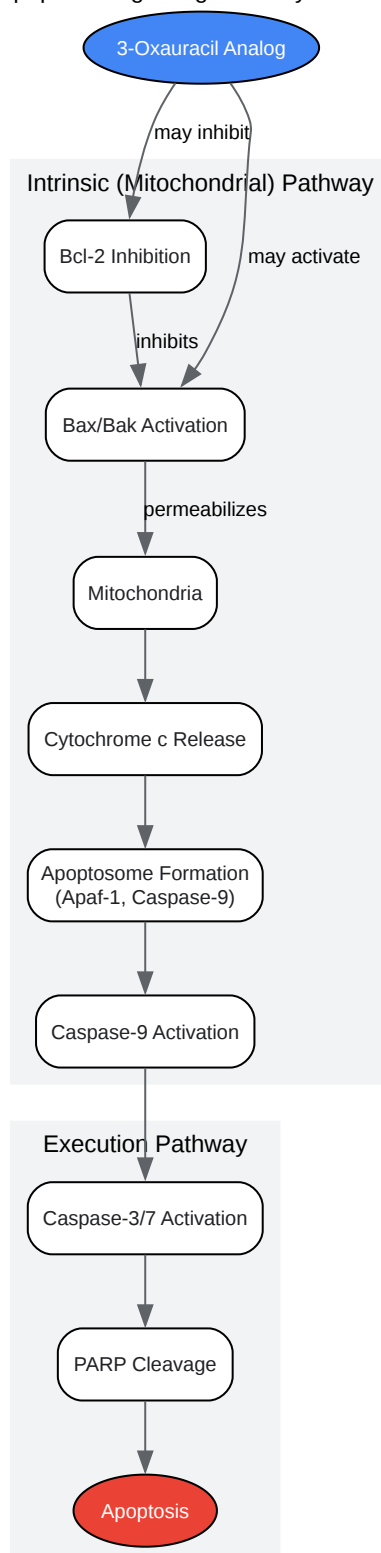 3-Oxauracil Analog
may inhibit
Intrinsic (Mitochondrial) Pathway
Bcl-2 Inhibition
may activate
inhibits
Bax/Bak Activation
permeabilizes
Mitochondria
Cytochrome c Release
Apoptosome Formation
(Apaf-1, Caspase-9)
Caspase-9 Activation
Execution Pathway
Caspase-3/7 Activation
PARP Cleavage
Apoptosis